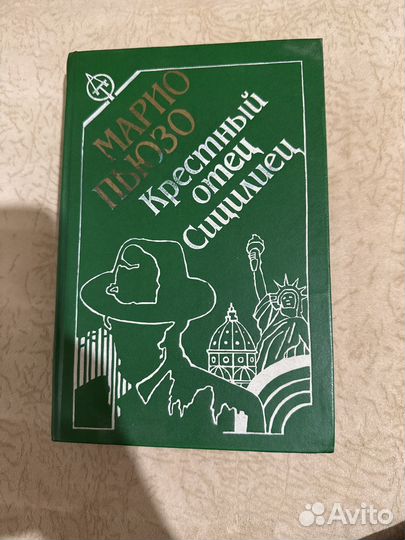 МАРИО
ПЬЮЗО
Крестный
отец
Сицилиец
Avito